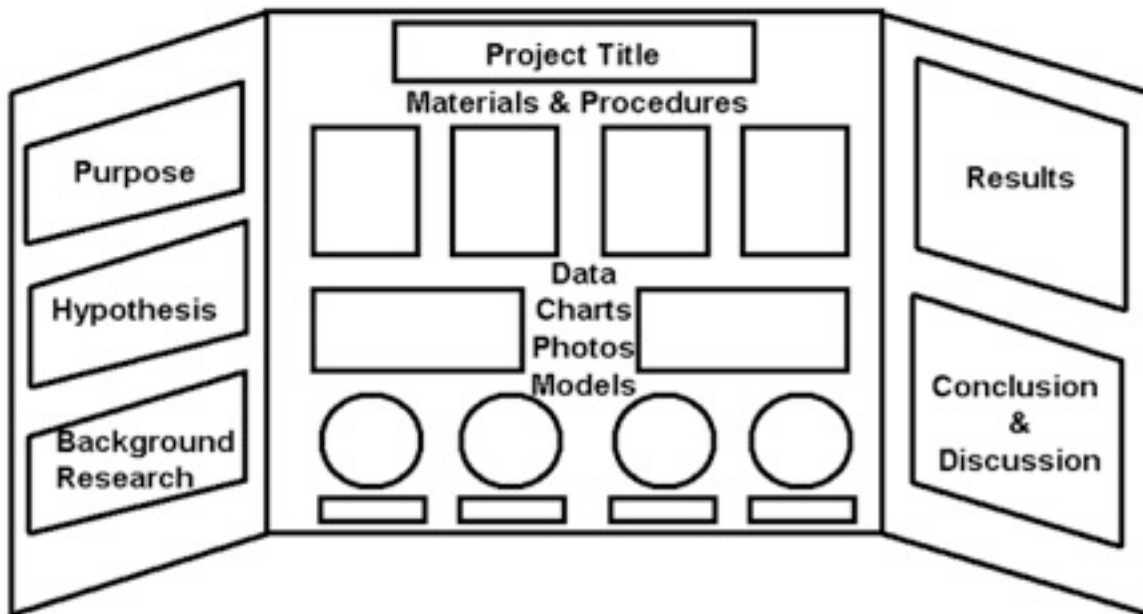 Purpose
Hypothesis
Background
Research
Project Title
Materials & Procedures
Data
Charts
Photos
Models
Results
Conclusion
&
Discussion